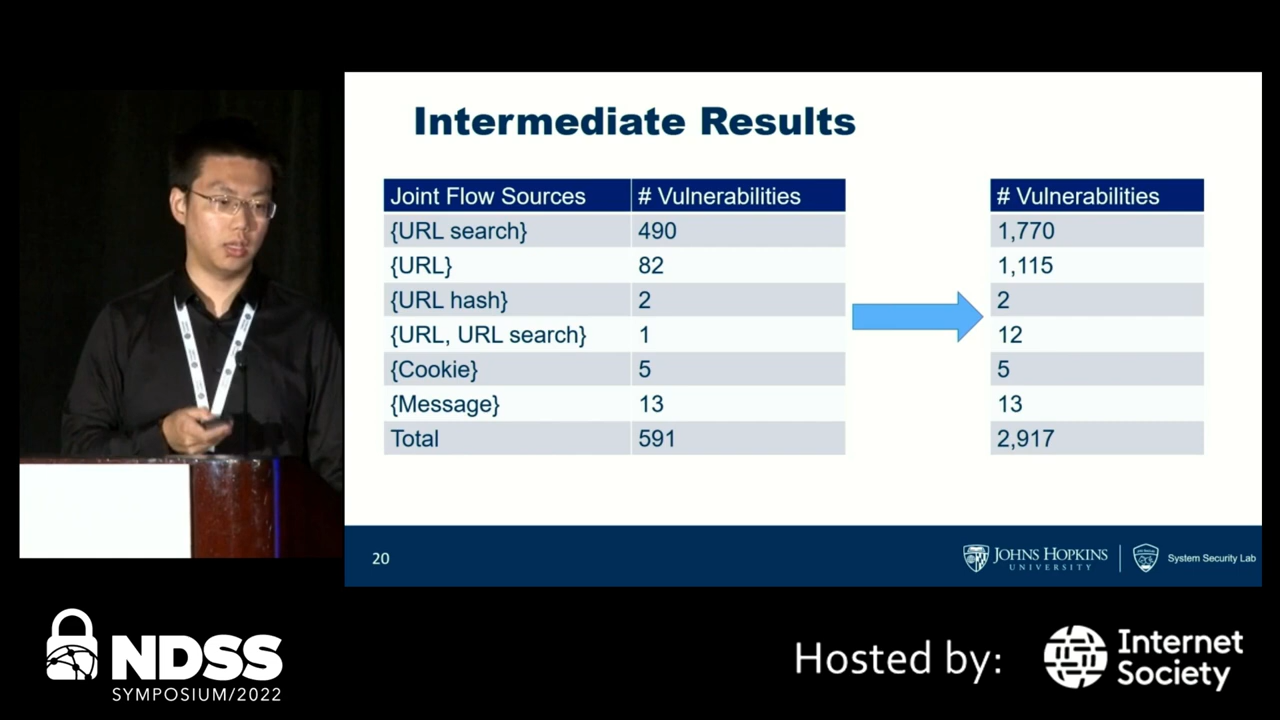 Intermediate Results
Joint Flow Sources # Vulnerabilities # Vulnerabilities
{URL search} 490 1,770
{URL} 82 1,115
{URL hash} 2 2
{URL, URL search} 1 12
{Cookie} 5 5
{Message} 13 13
Total 591 2,917
20
JOHNS HOPKINS
UNIVERSITY
System Security Lab
NDSS
SYMPOSIUM/2022
Hosted by:
Internet
Society